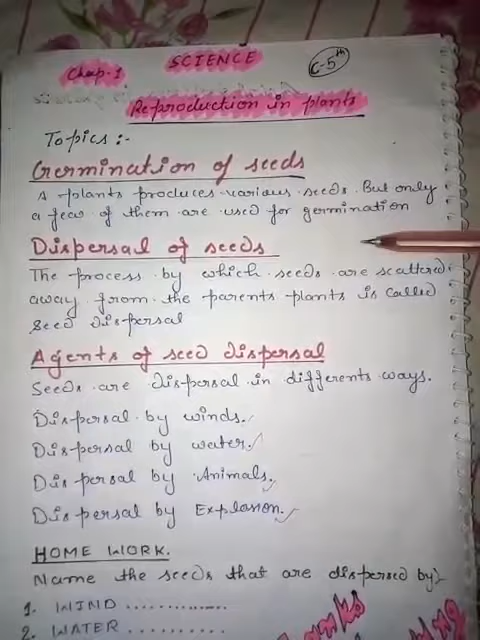 SCIENCE
C-5th
Chap-1
Reproduction in plants
Topics :-
Germination of seeds
A plants produces various seeds. But only
a few of them are used for germination
Dispersal of seeds
The process by which seeds are scattered
away from the parents plants is called
seed dispersal
Agents of seed dispersal
Seeds are dispersal in differents ways.
Dispersal by winds.
Dispersal by water.
Dispersal by Animals.
Dispersal by Explosion.
HOME WORK.
Name the seeds that are dispersed by:-
1. WIND .............
2. WATER ..........